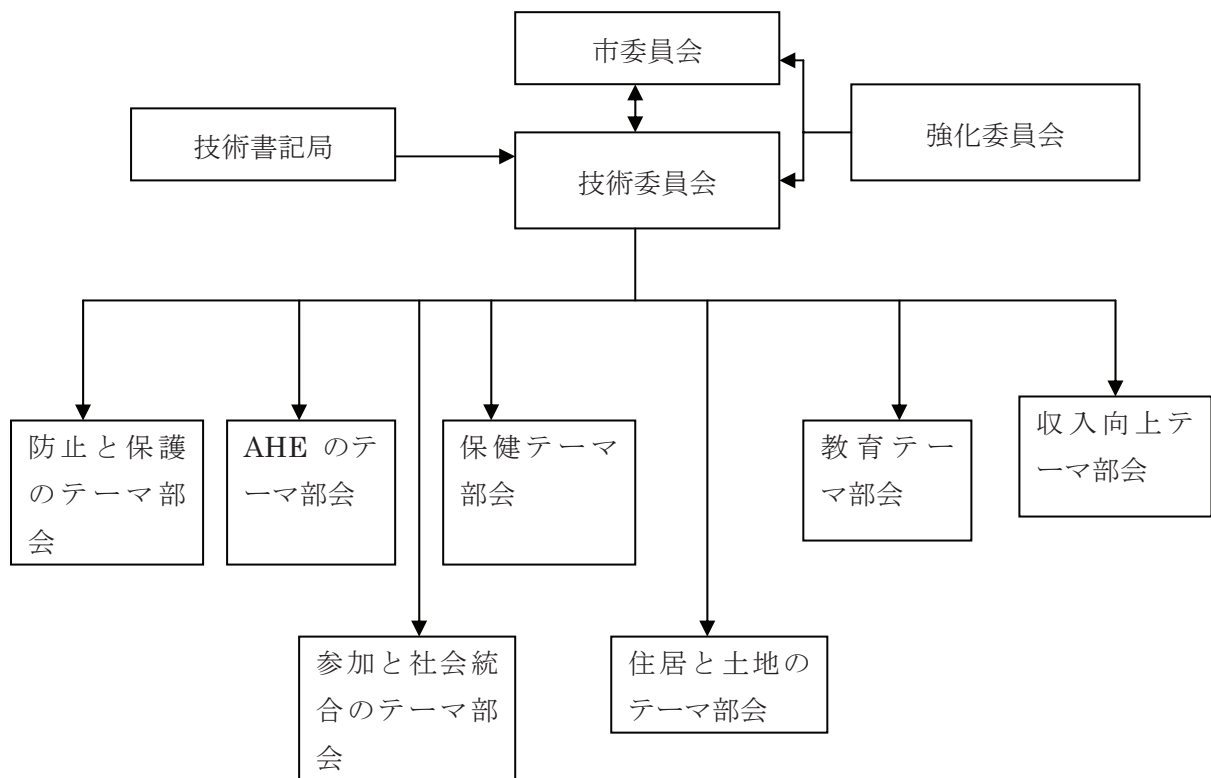 市委員会
技術書記局
強化委員会
技術委員会
防止と保護
のテーマ部
会
AHE のテ
ーマ部会
保健テーマ
部会
教育テー
マ部会
収入向上テ
ーマ部会
参加と社会統
合のテーマ部
会
住居と土地の
テーマ部会